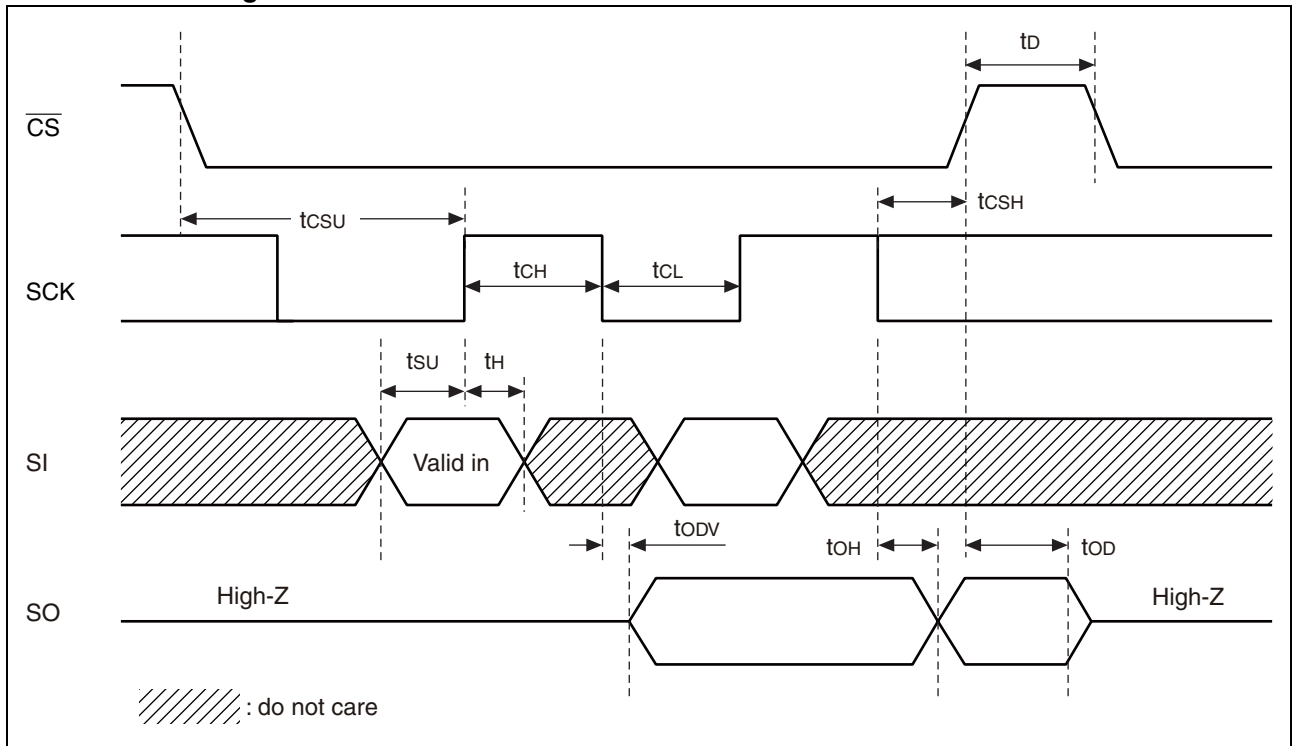 tD
CS
tCSH
tCSU
SCK
tCH
tCL
tSU
tH
SI
Valid in
tODV
tOH
tOD
SO
High-Z
High-Z
: do not care